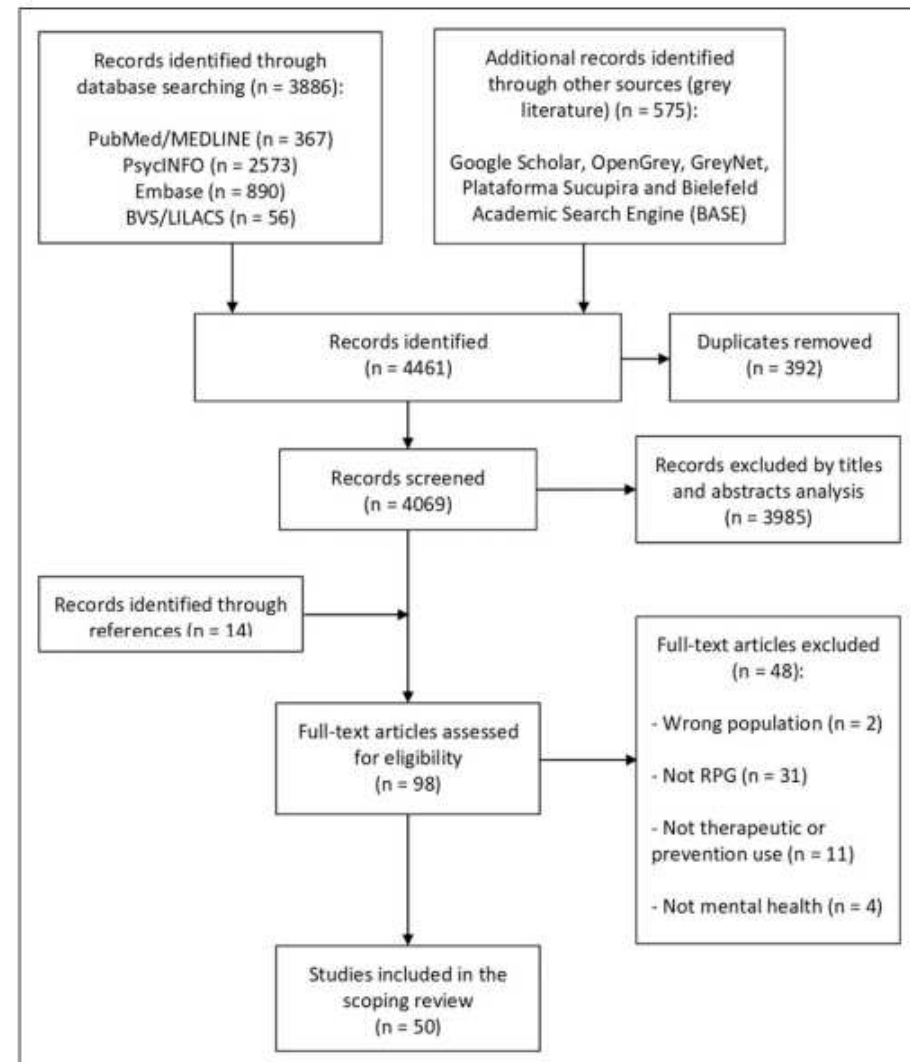 Records identified through
database searching (n = 3886):
PubMed/MEDLINE (n = 367)
PsycINFO (n = 2573)
Embase (n = 890)
BVS/LILACS (n = 56)
Additional records identified
through other sources (grey
literature) (n = 575):
Google Scholar, OpenGrey, GreyNet,
Plataforma Sucupira and Bielefeld
Academic Search Engine (BASE)
Records identified
(n = 4461)
Duplicates removed
(n = 392)
Records screened
(n = 4069)
Records excluded by titles
and abstracts analysis
(n = 3985)
Records identified through
references (n = 14)
Full-text articles assessed
for eligibility
(n = 98)
Full-text articles excluded
(n = 48):
- Wrong population (n = 2)
- Not RPG (n = 31)
- Not therapeutic or
prevention use (n = 11)
- Not mental health (n = 4)
Studies included in the
scoping review
(n = 50)